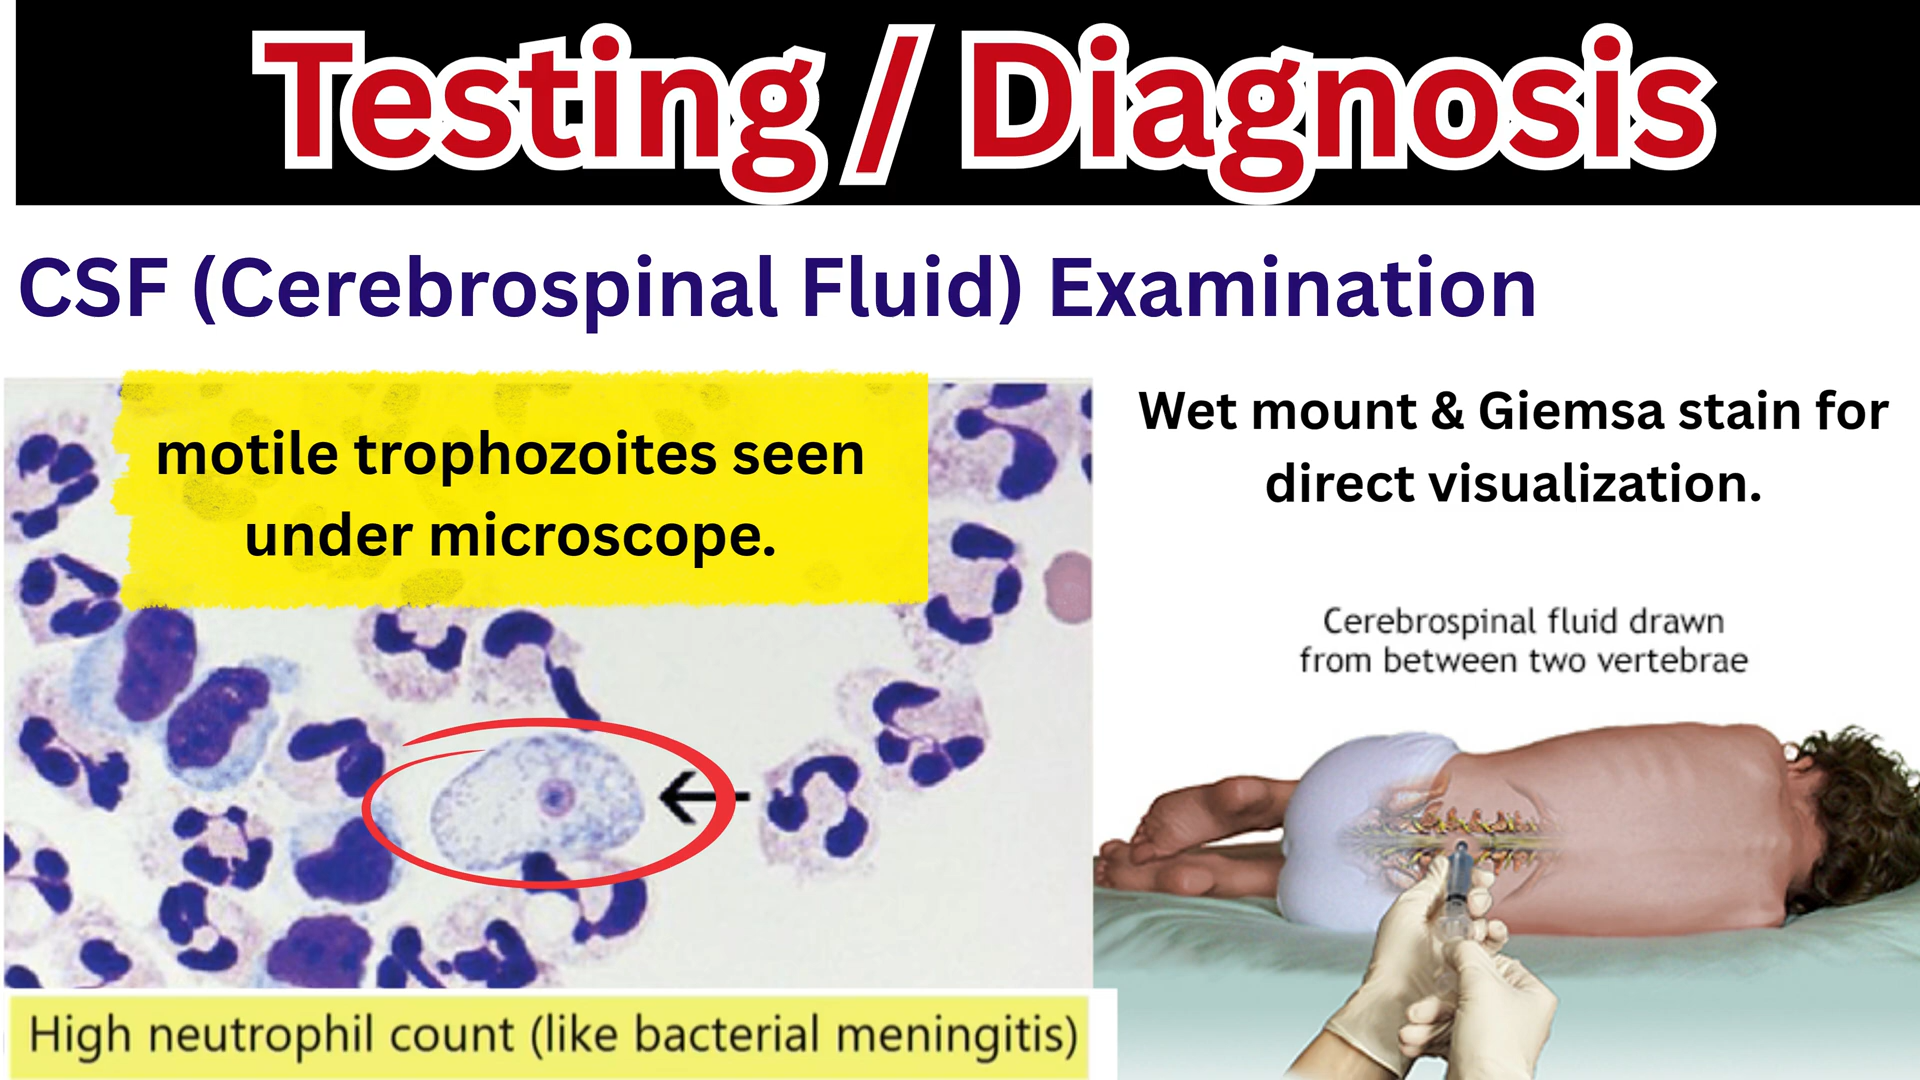 Testing / Diagnosis
CSF (Cerebrospinal Fluid) Examination
motile trophozoites seen
under microscope.
Wet mount & Giemsa stain for
direct visualization.
Cerebrospinal fluid drawn
from between two vertebrae
High neutrophil count (like bacterial meningitis)